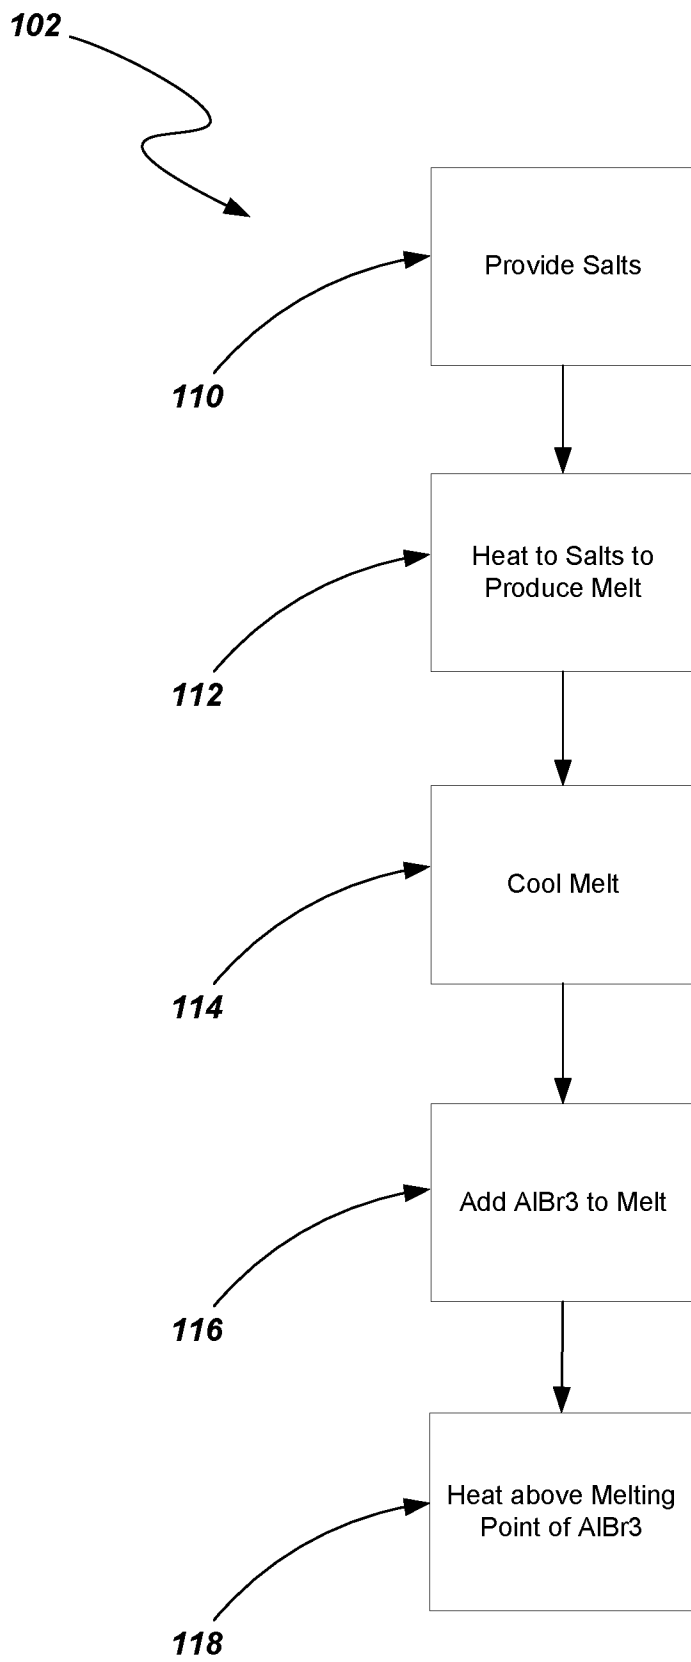 102
Provide Salts
110
Heat to Salts to
Produce Melt
112
Cool Melt
114
Add AlBr3 to Melt
116
Heat above Melting
Point of AlBr3
118